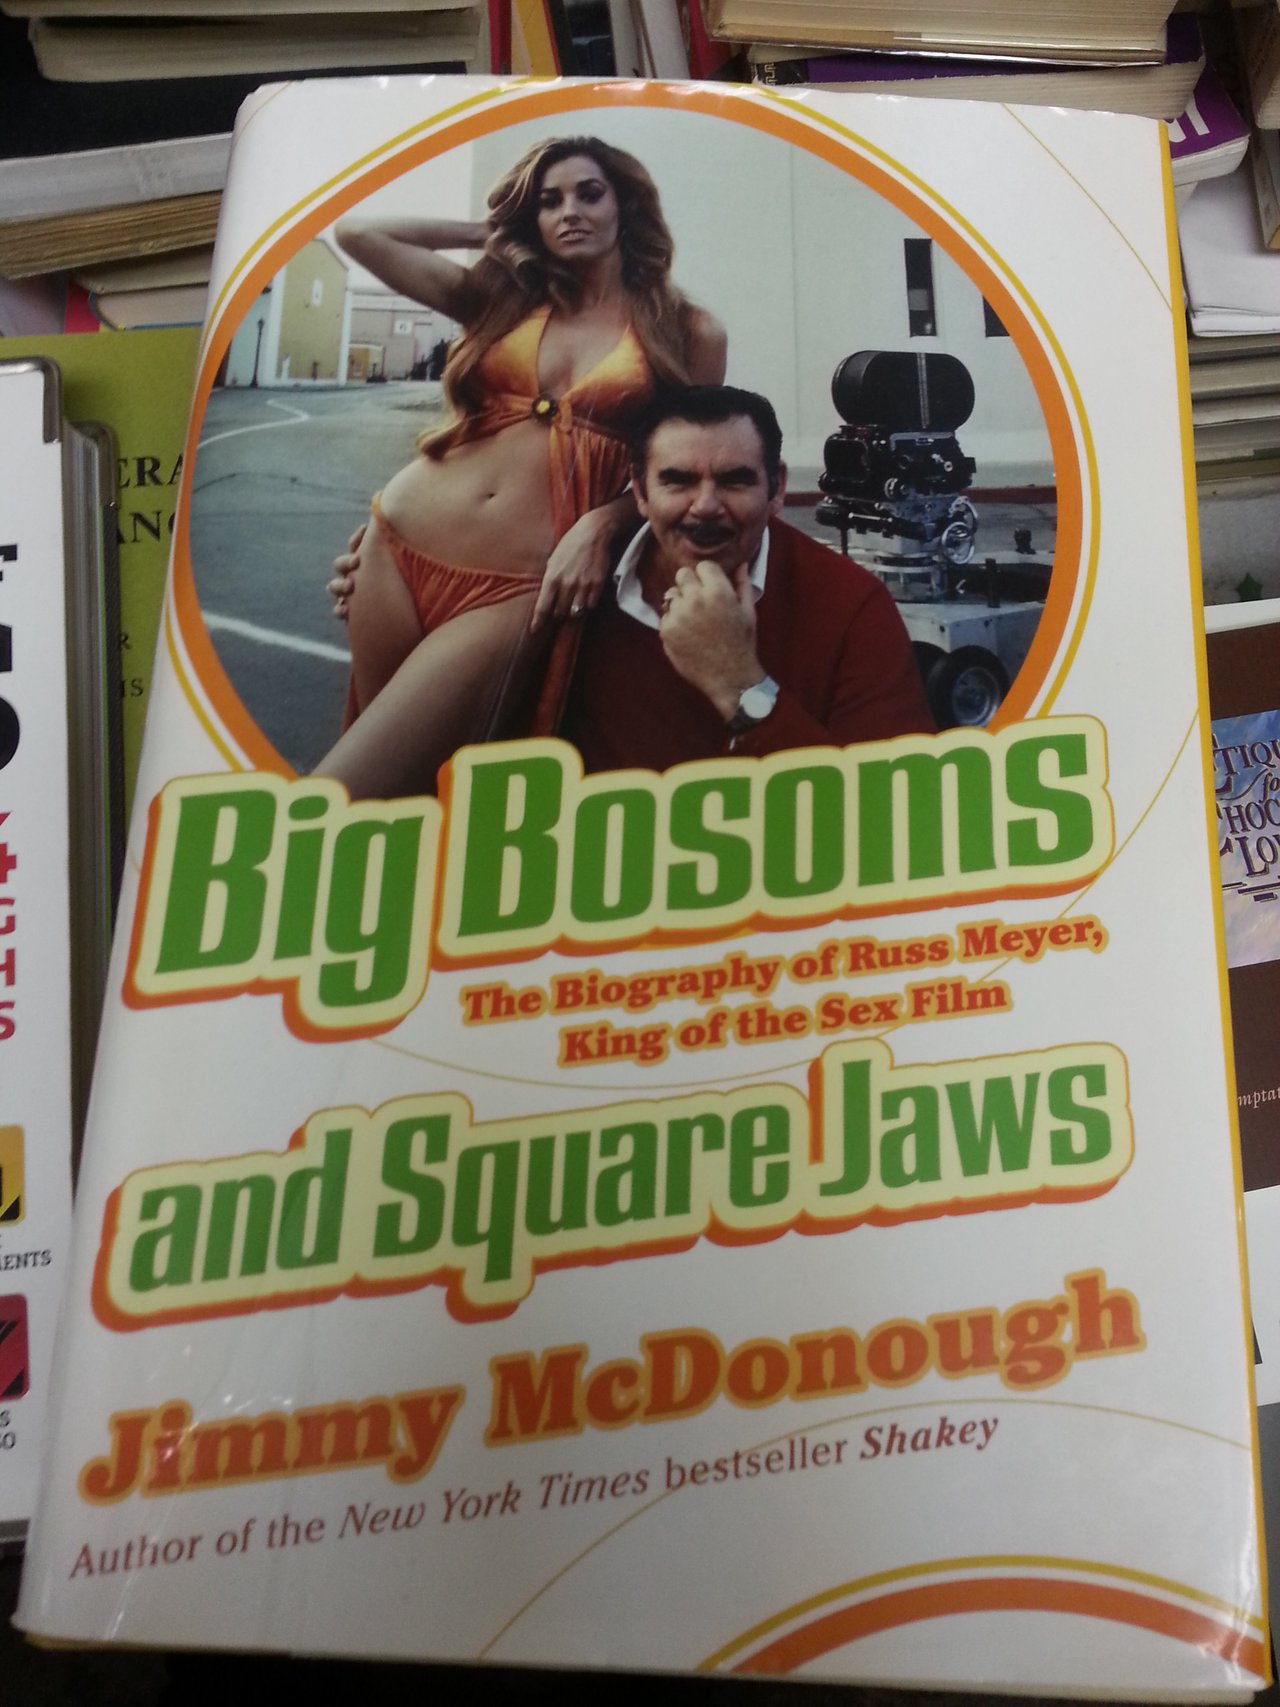 Big Bosoms
The Biography of Russ Meyer,
King of the Sex Film
and Square Jaws
Jimmy McDonough
Author of the New York Times bestseller Shakey